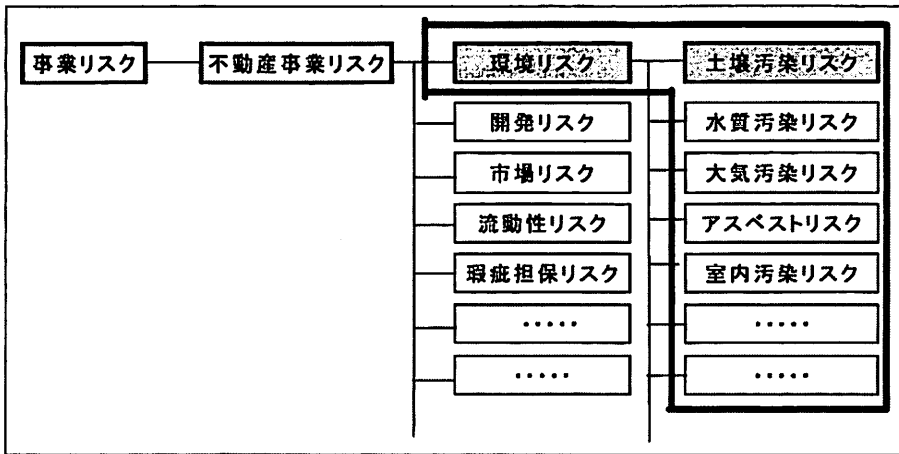 事業リスク
不動産事業リスク
環境リスク
土壌汚染リスク
開発リスク
水質汚染リスク
市場リスク
大気汚染リスク
流動性リスク
アスベストリスク
瑕疵担保リスク
室内汚染リスク
‥‥‥
‥‥‥
‥‥‥
‥‥‥